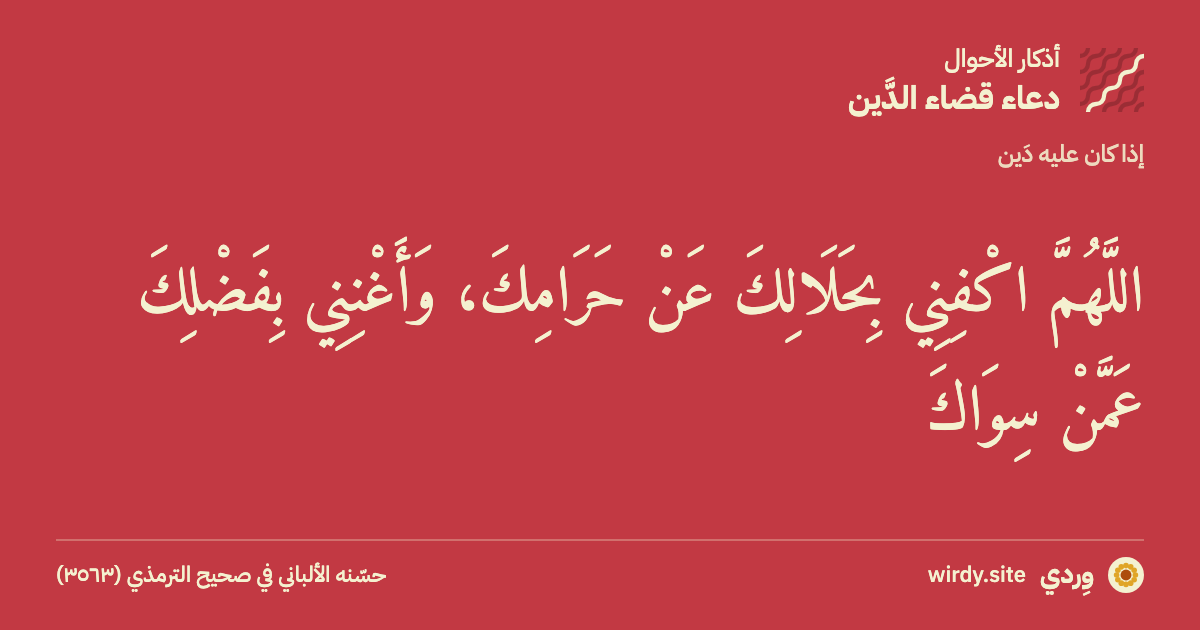 أذكار الأحوال
دعاء قضاء الدَّين
إذا كان عليه دَين
اللَّهُمَّ اكْفِنِي بِحَلَالِكَ عَنْ حَرَامِكَ، وَأَغْنِنِي بِفَضْلِكَ
عَمَّنْ سِوَاكَ
وِردي wirdy.site
حسّنه الألباني في صحيح الترمذي (٣٥٦٣)